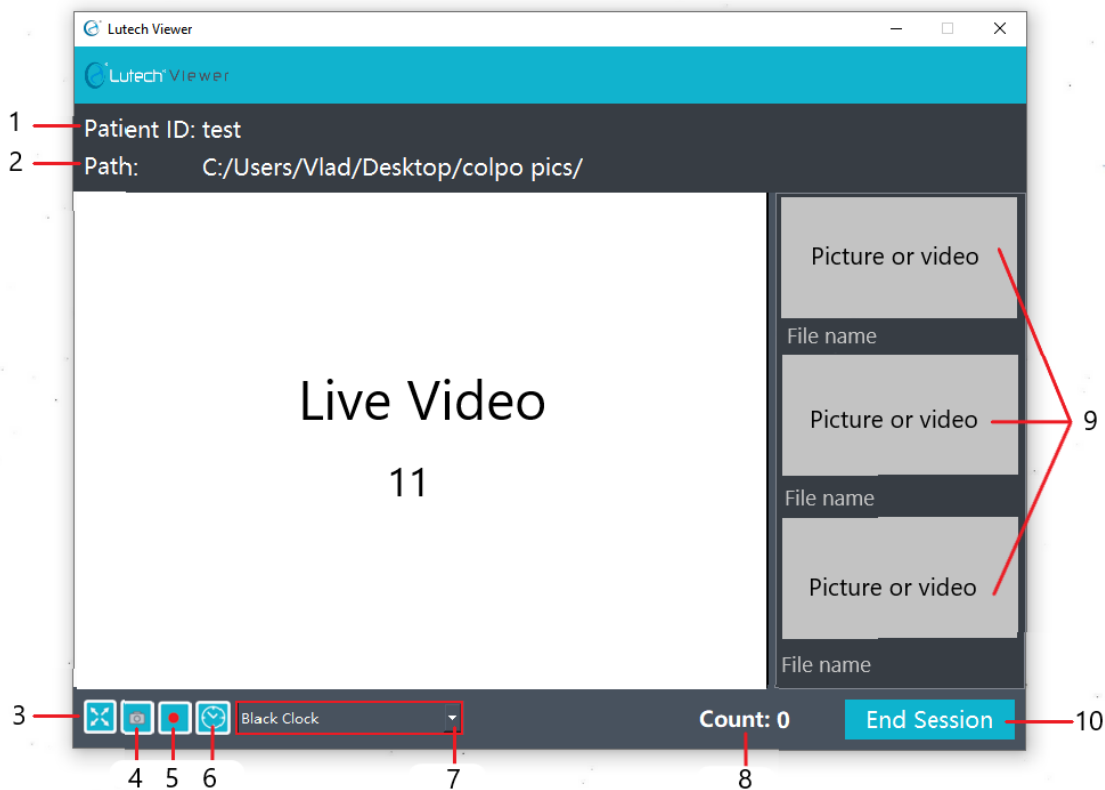 Lutech Viewer
Lutech Viewer
1
Patient ID: test
2
Path: C:/Users/Vlad/Desktop/colpo pics/
Picture or video
File name
Live Video
11
Picture or video
9
File name
Picture or video
File name
3
Black Clock
Count: 0
End Session
10
4
5
6
7
8